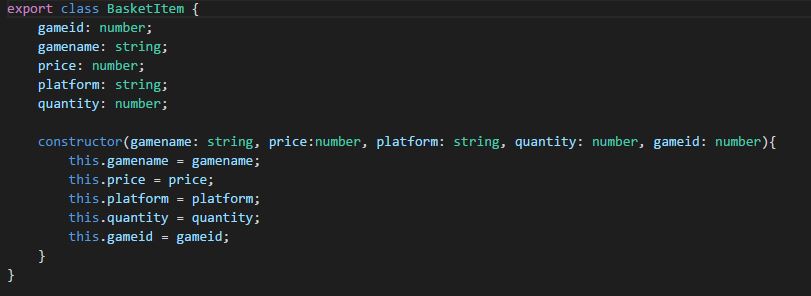 export class BasketItem {
    gameid: number;
    gamename: string;
    price: number;
    platform: string;
    quantity: number;

    constructor(gamename: string, price:number, platform: string, quantity: number, gameid: number){
        this.gamename = gamename;
        this.price = price;
        this.platform = platform;
        this.quantity = quantity;
        this.gameid = gameid;
    }
}